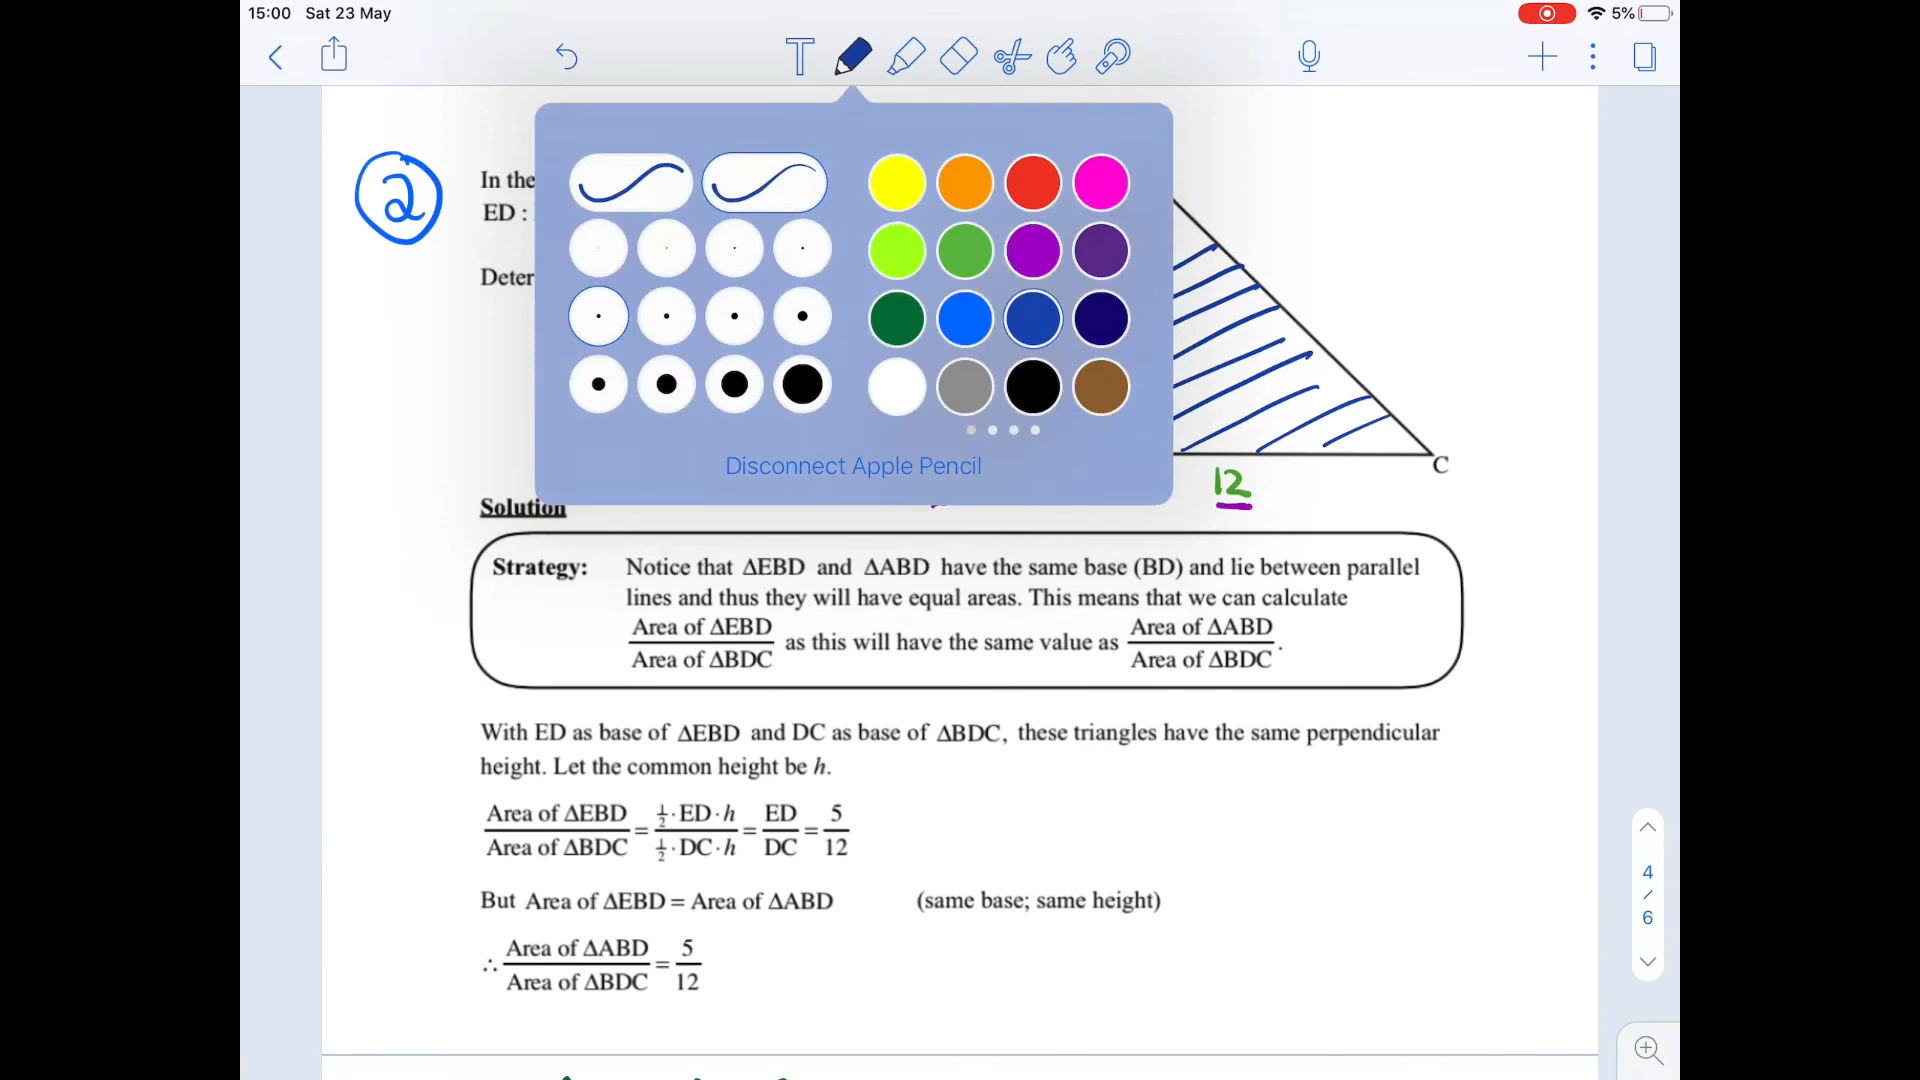 15:00 Sat 23 May
5%
T
2
In the
ED :
Deter
Disconnect Apple Pencil
C
12
Solution
Strategy: Notice that ΔEBD and ΔABD have the same base (BD) and lie between parallel
lines and thus they will have equal areas. This means that we can calculate
Area of ΔEBD / Area of ΔBDC as this will have the same value as Area of ΔABD / Area of ΔBDC .
With ED as base of ΔEBD and DC as base of ΔBDC, these triangles have the same perpendicular
height. Let the common height be h.
Area of ΔEBD / Area of ΔBDC = ½ · ED · h / ½ · DC · h = ED / DC = 5 / 12
But Area of ΔEBD = Area of ΔABD (same base; same height)
∴ Area of ΔABD / Area of ΔBDC = 5 / 12
4
/
6